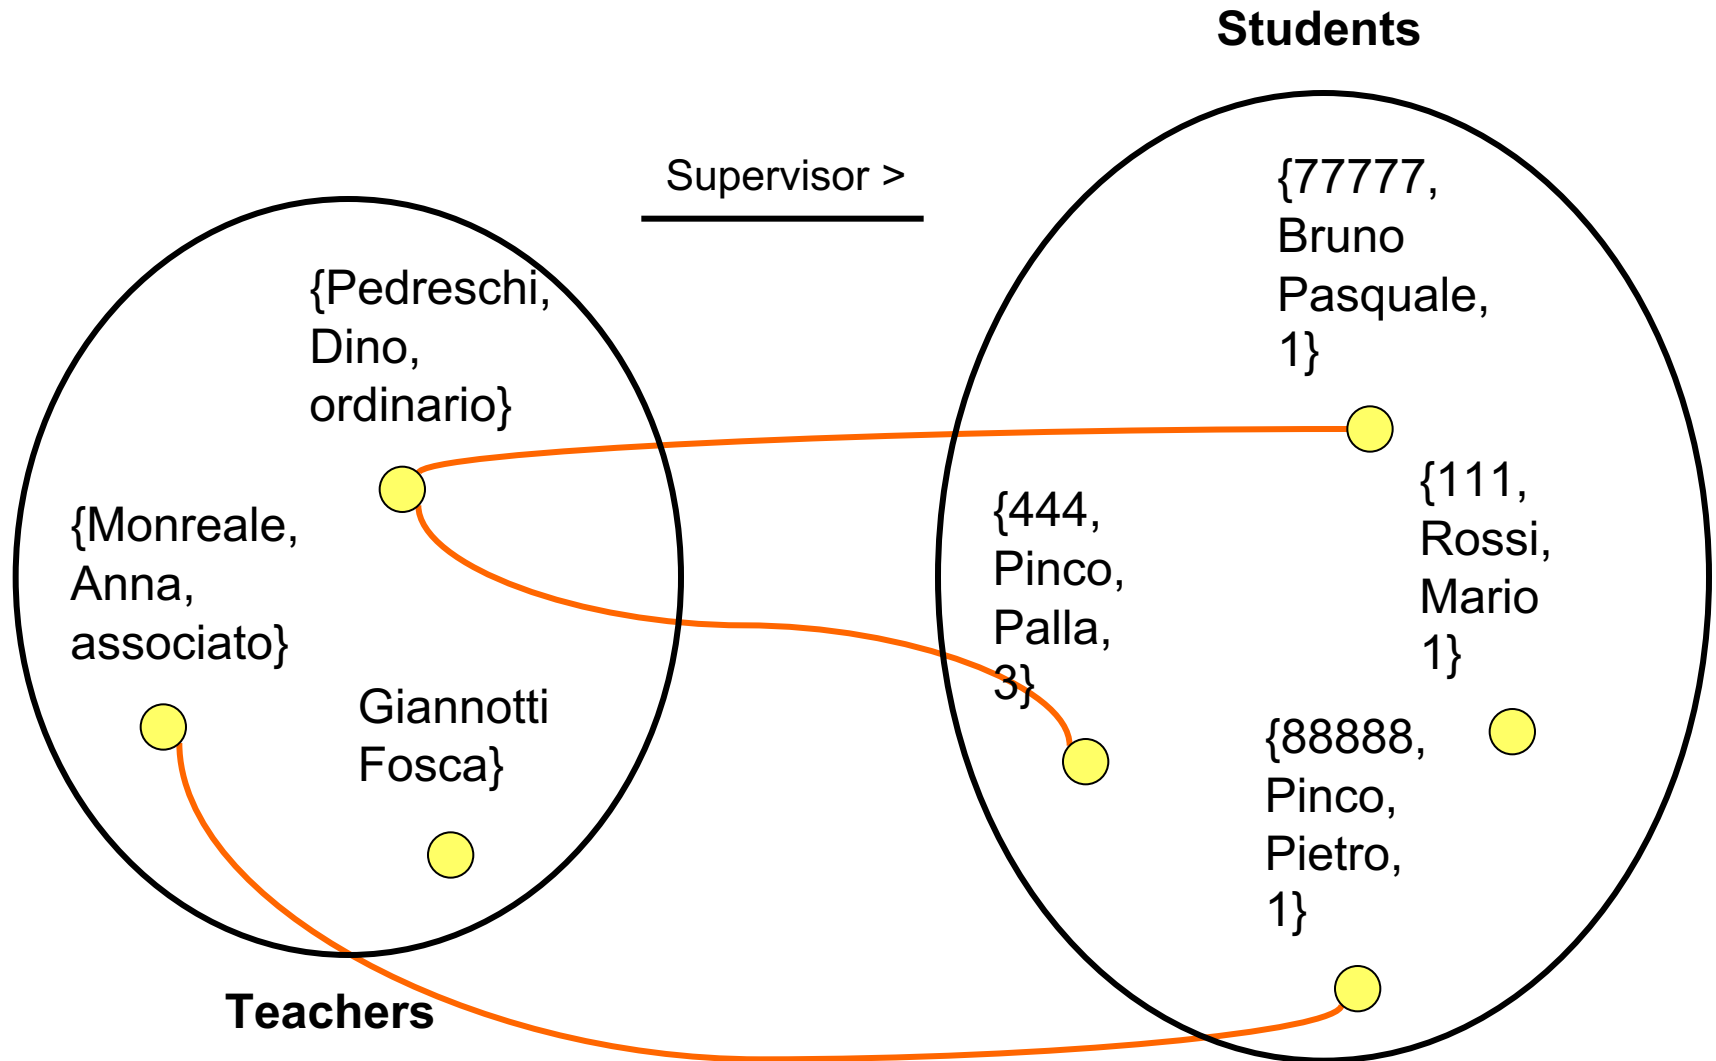 Students
Supervisor >
{77777,
Bruno
Pasquale,
1}
{Pedreschi,
Dino,
ordinario}
{Monreale,
Anna,
associato}
Giannotti
Fosca}
{444,
Pinco,
Palla,
3}
{111,
Rossi,
Mario
1}
{88888,
Pinco,
Pietro,
1}
Teachers